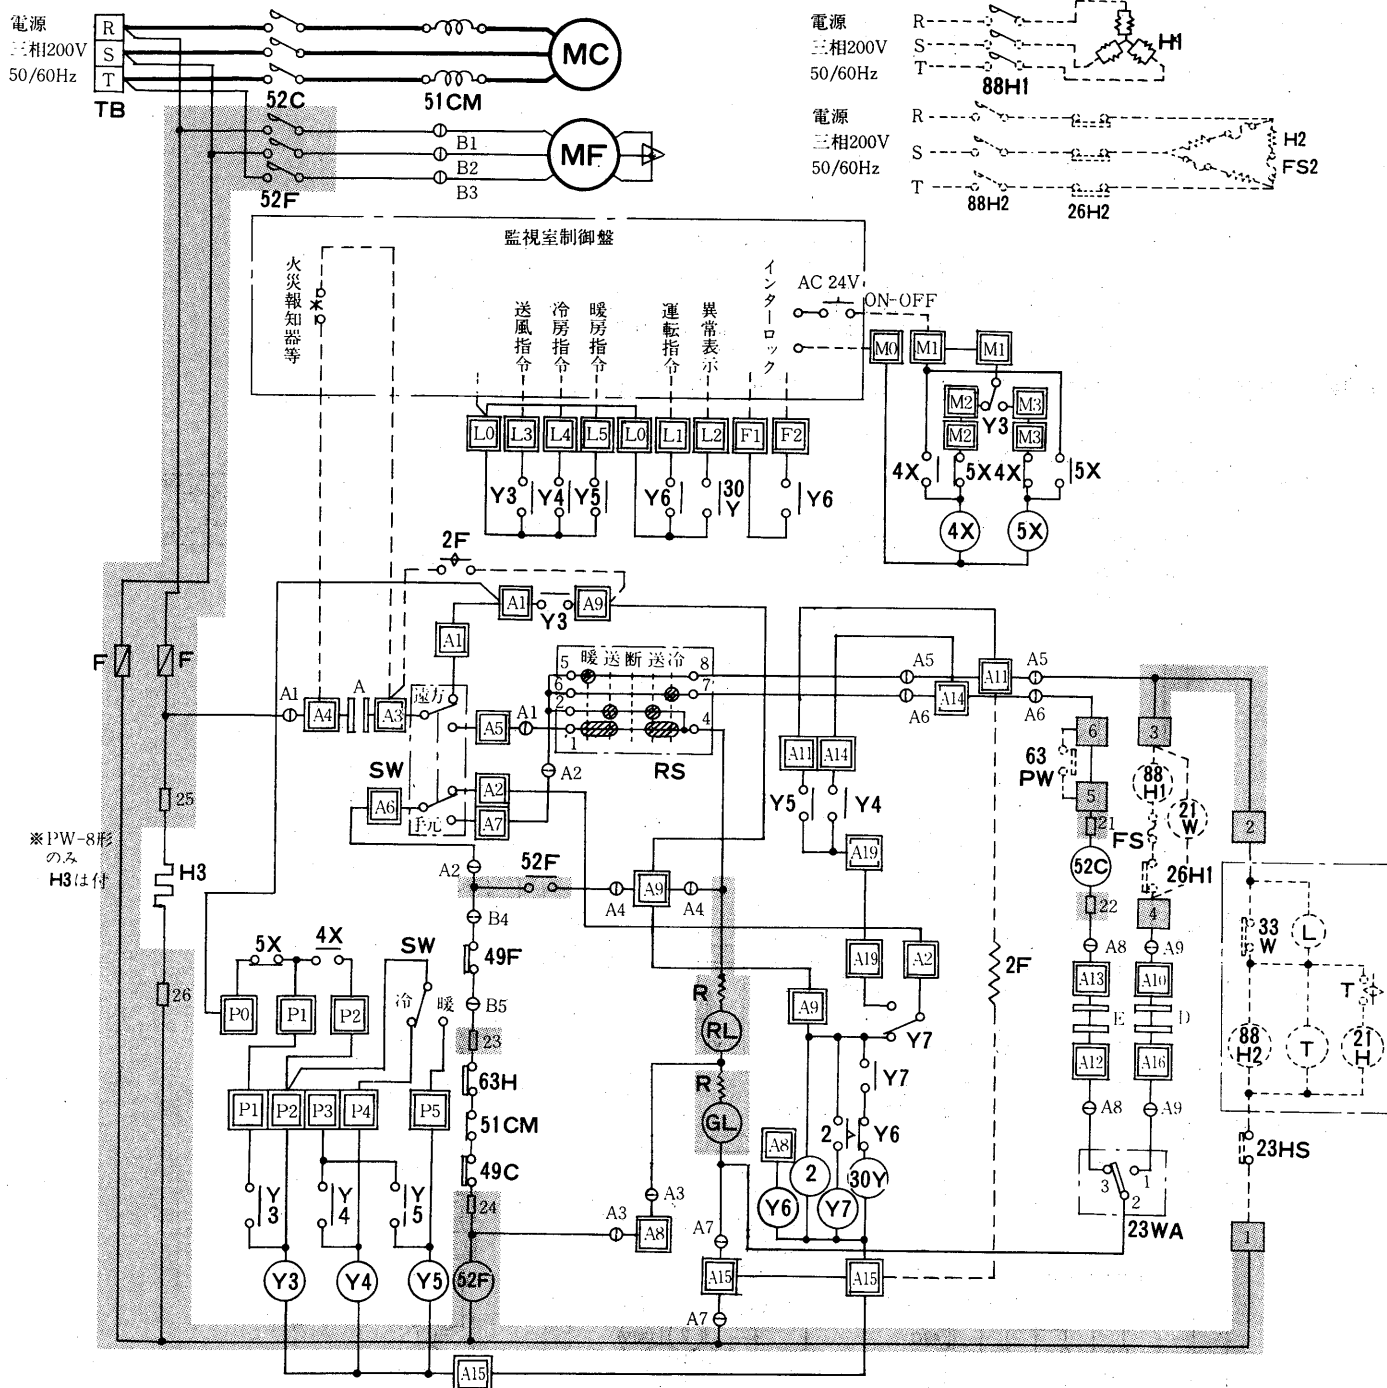 電源
三相200V
50/60Hz
R
S
T
TB
52C
51CM
MC
52F
B1
B2
B3
MF
電源
三相200V
50/60Hz
R
S
T
88H1
H1
電源
三相200V
50/60Hz
R
S
T
88H2
26H2
H2
FS2
監視室制御盤
火災報知器等
送風指令
冷房指令
暖房指令
運転指令
異常表示
インターロック
AC 24V
ON-OFF
M0
M1
M1
M2
M3
Y3
M2
M3
4X
5X
4X
5X
4X
5X
L0
L3
L4
L5
L0
L1
L2
F1
F2
Y3
Y4
Y5
Y6
30
Y
Y6
2F
A1
Y3
A9
A1
F
F
A1
A4
A
A3
遠方
A5
A1
SW
A6
手元
A2
A7
A2
5
6
2
1
暖送断送冷
8
7
4
RS
A5
A6
A14
A11
A5
A6
A11
A14
Y5
Y4
A19
63
PW
6
5
21
52C
22
3
88
H1
21
W
FS
26H1
4
2
25
※PW-8形
のみ
H3は付
H3
26
A2
52F
A4
A9
A4
B4
49F
B5
23
63H
51CM
49C
24
52F
5X
4X
SW
冷
暖
P0
P1
P2
P1
P2
P3
P4
P5
Y
3
Y
4
Y
5
Y3
Y4
Y5
R
RL
R
GL
A3
A3
A8
A7
A15
A7
A15
A9
A19
A2
Y7
Y7
2
Y6
A8
2
30Y
Y6
Y7
A15
2F
A8
A9
A13
A10
E
D
A12
A16
A8
A9
3
1
2
23WA
33
W
L
T
88
H2
T
21
H
23HS
1